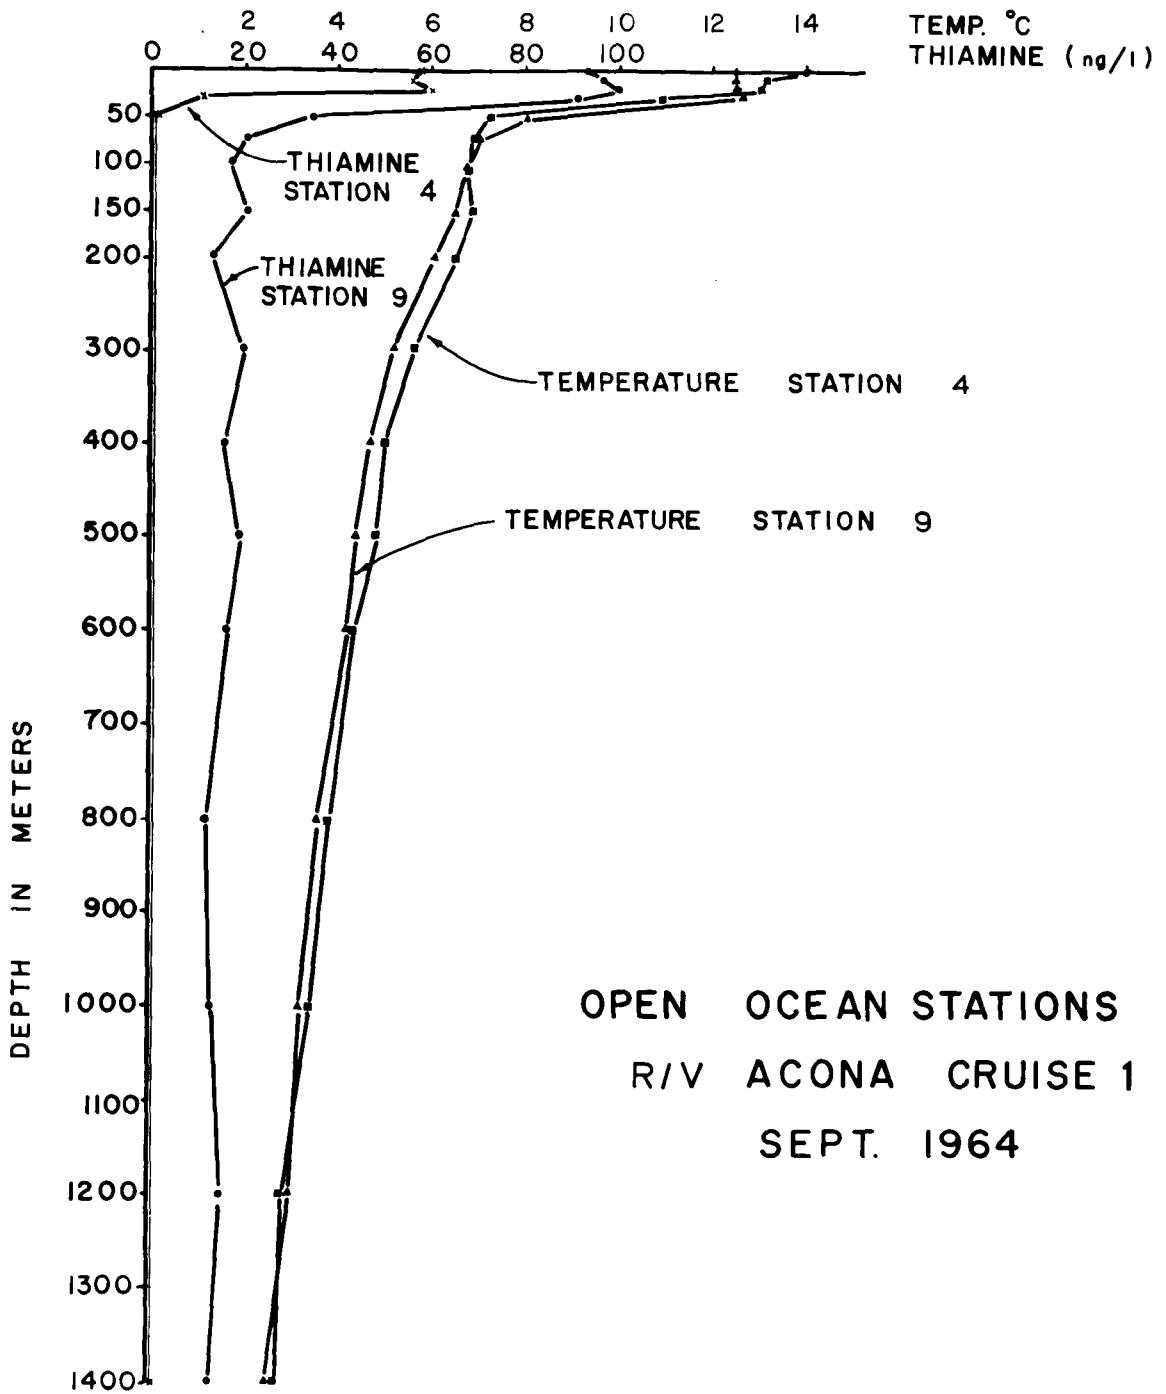 2 4 6 8 10 12 14 TEMP. °C
0 20 40 60 80 100 THIAMINE (ng/l)
50
100
150
200
300
400
500
600
700
800
900
1000
1100
1200
1300
1400
DEPTH IN METERS
THIAMINE
STATION 4
THIAMINE
STATION 9
TEMPERATURE STATION 4
TEMPERATURE STATION 9
OPEN OCEAN STATIONS
R/V ACONA CRUISE 1
SEPT. 1964